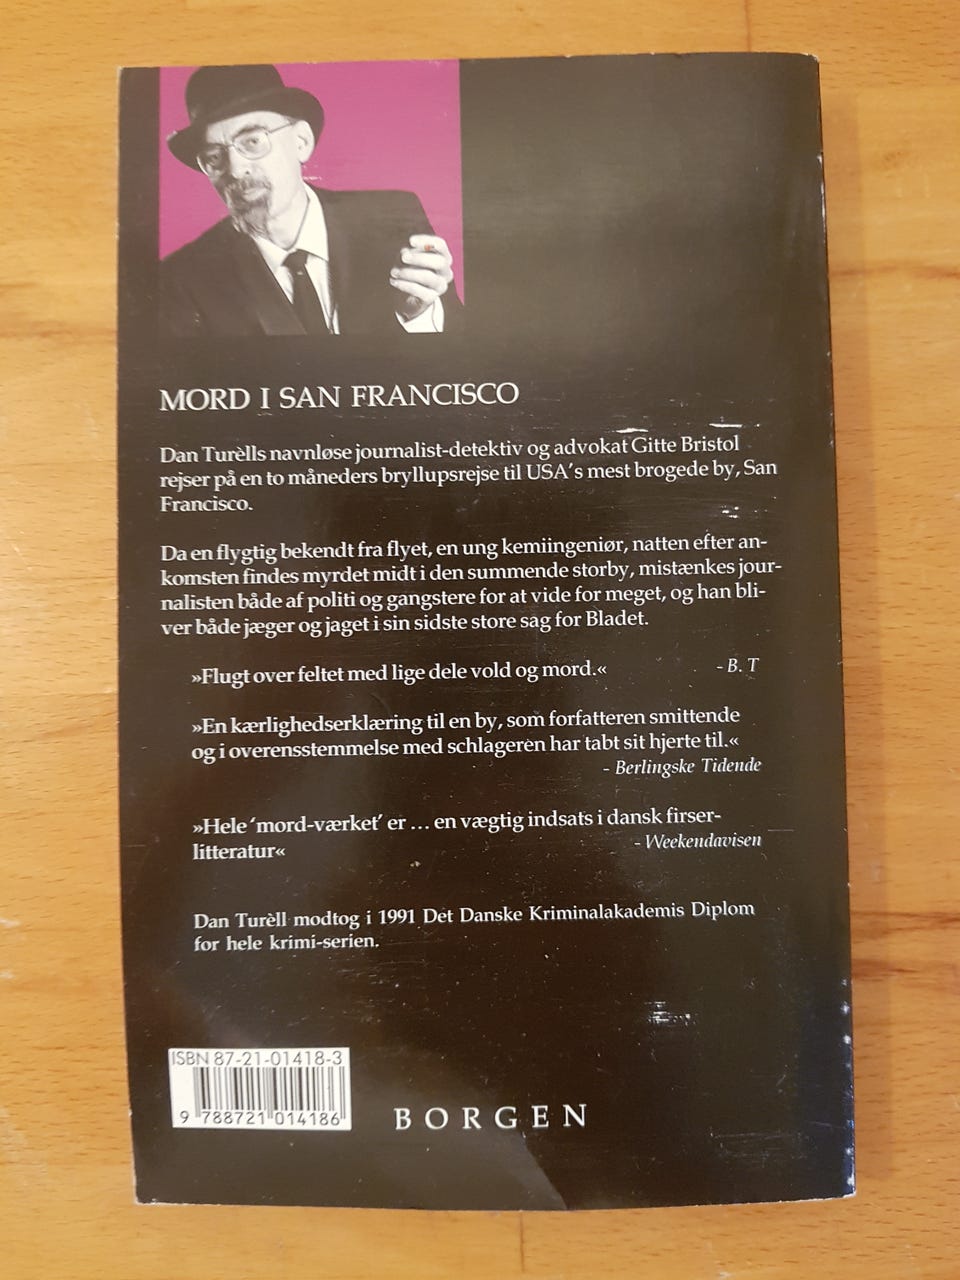 MORD I SAN FRANCISCO
Dan Turèlls navnløse journalist-detektiv og advokat Gitte Bristol
rejser på en to måneders bryllupsrejse til USA's mest brogede by, San
Francisco.
Da en flygtig bekendt fra flyet, en ung kemiingeniør, natten efter an-
komsten findes myrdet midt i den summende storby, mistænkes jour-
nalisten både af politi og gangstere for at vide for meget, og han bli-
ver både jæger og jaget i sin sidste store sag for Bladet.
»Flugt over feltet med lige dele vold og mord.« - B. T
»En kærlighedserklæring til en by, som forfatteren smittende
og i overensstemmelse med schlageren har tabt sit hjerte til.«
- Berlingske Tidende
»Hele 'mord-værket' er ... en vægtig indsats i dansk firser-
litteratur« - Weekendavisen
Dan Turèll modtog i 1991 Det Danske Kriminalakademis Diplom
for hele krimi-serien.
ISBN 87-21-01418-3
9 788721 014186
BORGEN